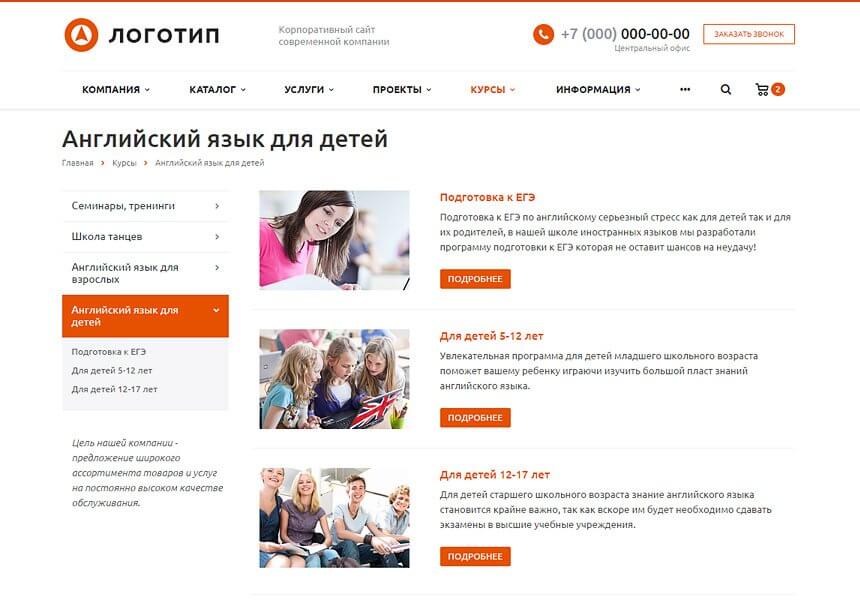 ЛОГОТИП
Корпоративный сайт
современной компании
+7 (000) 000-00-00
Центральный офис
ЗАКАЗАТЬ ЗВОНОК
КОМПАНИЯ КАТАЛОГ УСЛУГИ ПРОЕКТЫ КУРСЫ ИНФОРМАЦИЯ ••• 2
Английский язык для детей
Главная › Курсы › Английский язык для детей
Семинары, тренинги
Школа танцев
Английский язык для
взрослых
Английский язык для
детей
Подготовка к ЕГЭ
Для детей 5-12 лет
Для детей 12-17 лет
Цель нашей компании -
предложение широкого
ассортимента товаров и услуг
на постоянно высоком качестве
обслуживания.
Подготовка к ЕГЭ
Подготовка к ЕГЭ по английскому серьезный стресс как для детей так и для
их родителей, в нашей школе иностранных языков мы разработали
программу подготовки к ЕГЭ которая не оставит шансов на неудачу!
ПОДРОБНЕЕ
Для детей 5-12 лет
Увлекательная программа для детей младшего школьного возраста
поможет вашему ребенку играючи изучить большой пласт знаний
английского языка.
ПОДРОБНЕЕ
Для детей 12-17 лет
Для детей старшего школьного возраста знание английского языка
становится крайне важно, так как вскоре им будет необходимо сдавать
экзамены в высшие учебные учреждения.
ПОДРОБНЕЕ